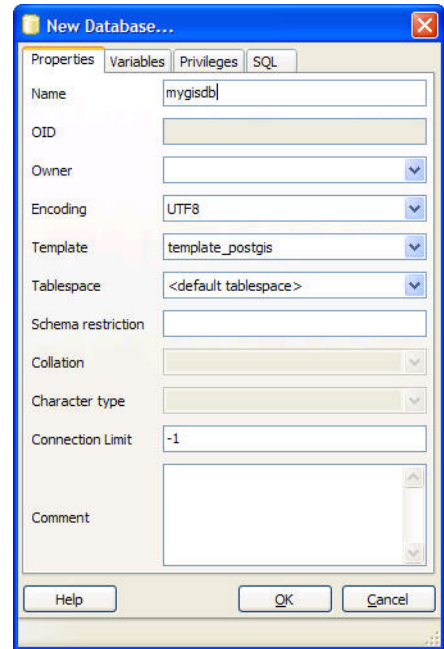 New Database...
Properties Variables Privileges SQL
Name mygisdb
OID
Owner
Encoding UTF8
Template template_postgis
Tablespace <default tablespace>
Schema restriction
Collation
Character type
Connection Limit -1
Comment
Help OK Cancel